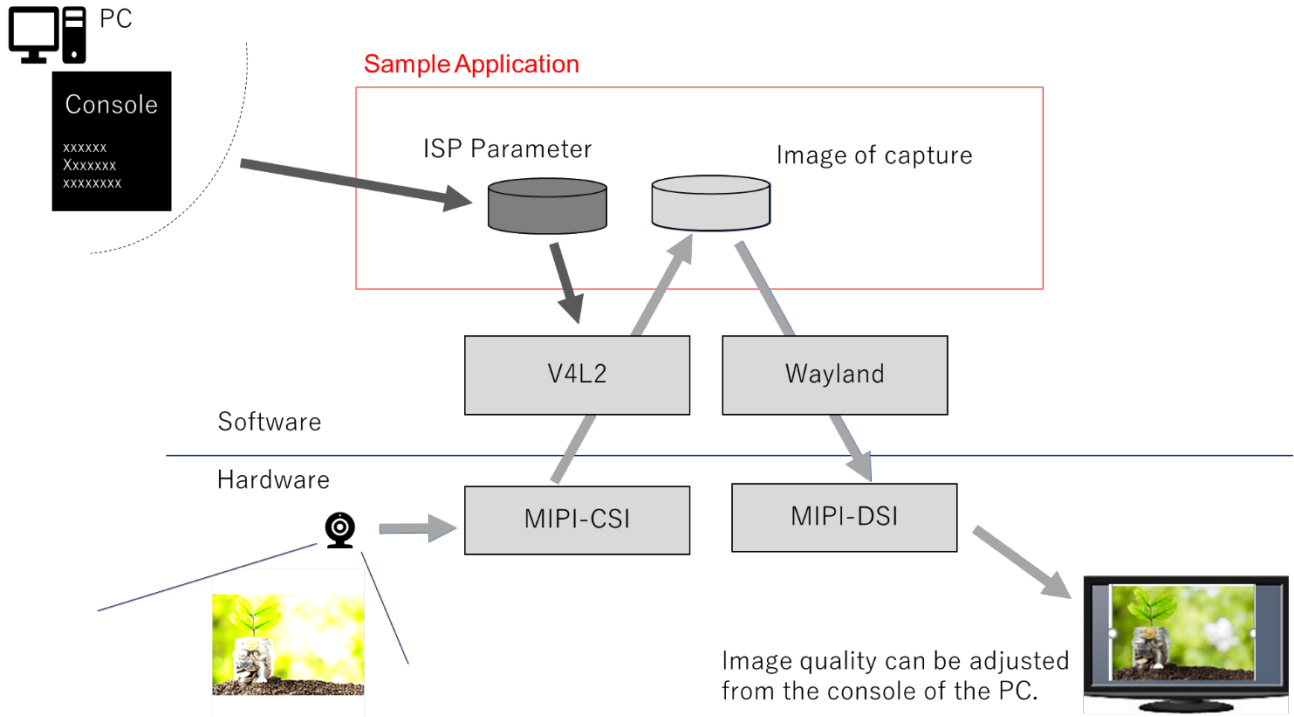 PC
Console
xxxxxx
Xxxxxxx
xxxxxxxx
Sample Application
ISP Parameter
Image of capture
V4L2
Wayland
Software
Hardware
MIPI-CSI
MIPI-DSI
Image quality can be adjusted
from the console of the PC.